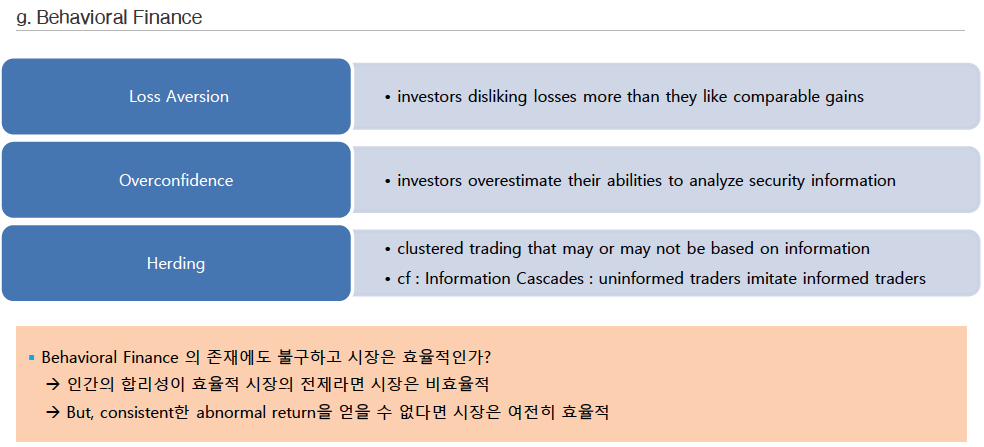 g. Behavioral Finance
Loss Aversion
• investors disliking losses more than they like comparable gains
Overconfidence
• investors overestimate their abilities to analyze security information
Herding
• clustered trading that may or may not be based on information
• cf : Information Cascades : uninformed traders imitate informed traders
▪ Behavioral Finance 의 존재에도 불구하고 시장은 효율적인가?
→ 인간의 합리성이 효율적 시장의 전제라면 시장은 비효율적
→ But, consistent한 abnormal return을 얻을 수 없다면 시장은 여전히 효율적